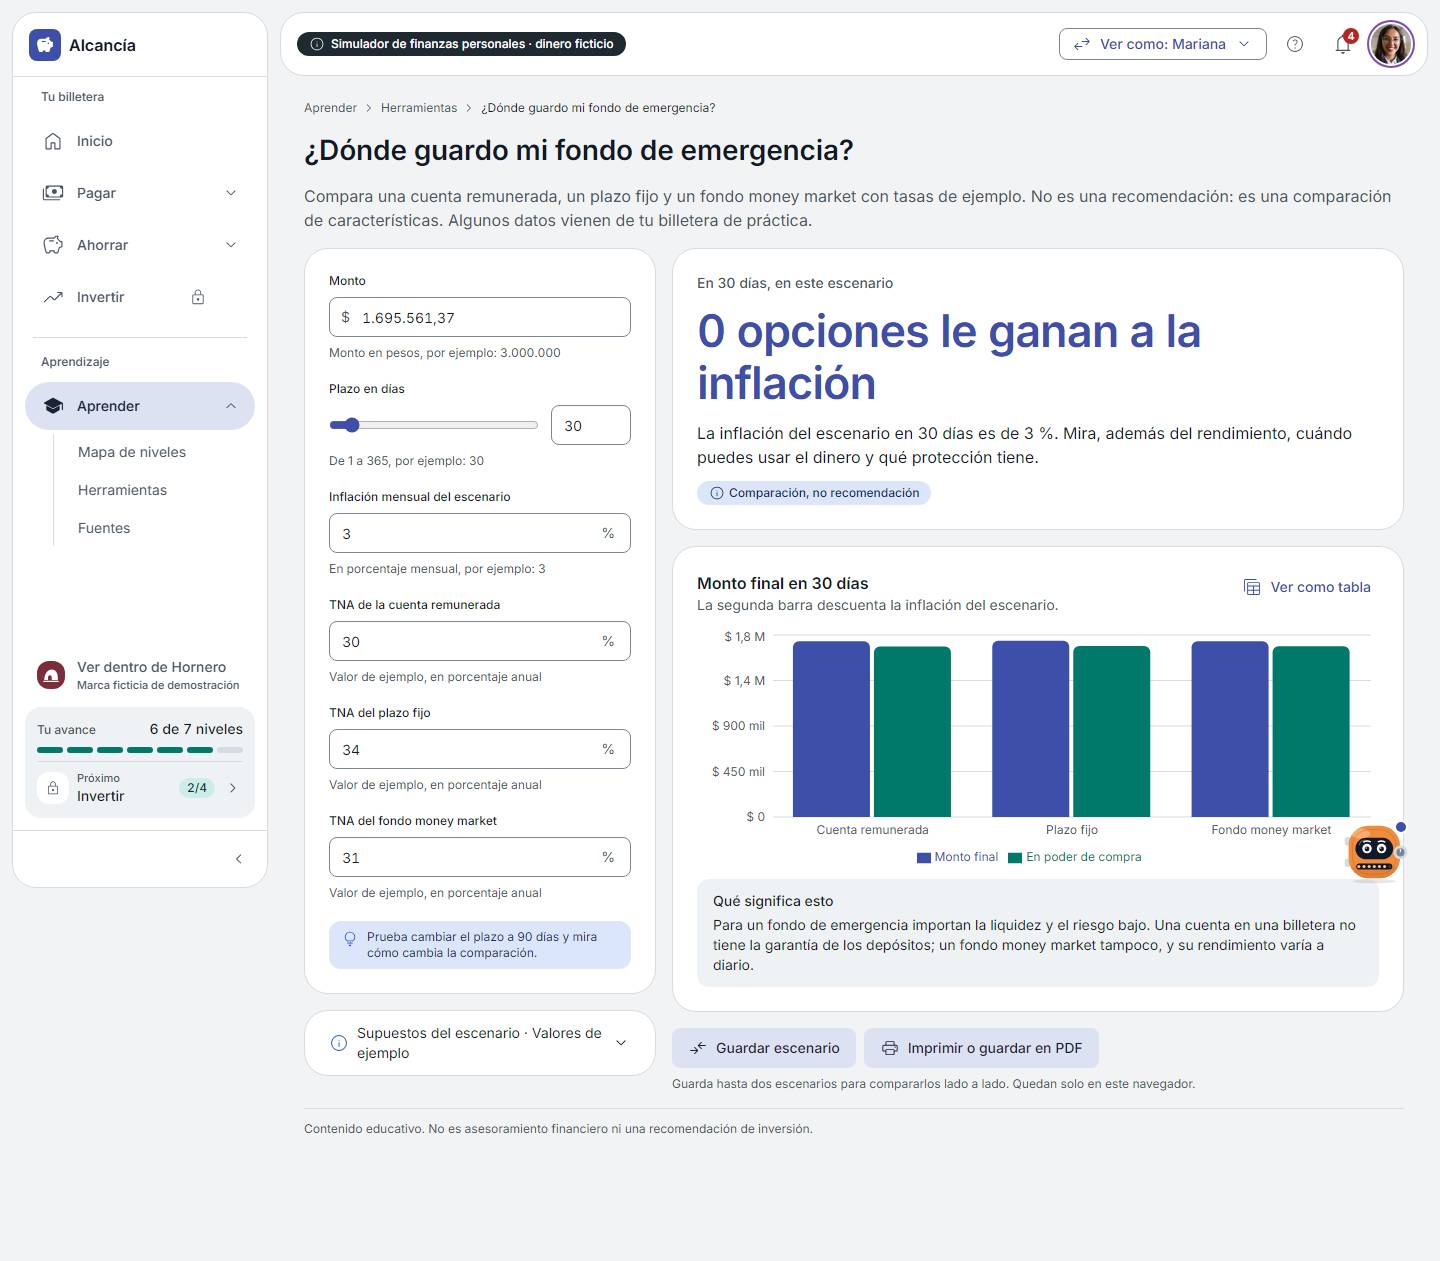 Alcancía
Tu billetera
Inicio
Pagar
Ahorrar
Invertir
Aprendizaje
Aprender
Mapa de niveles
Herramientas
Fuentes
Ver dentro de Hornero
Marca ficticia de demostración
Tu avance
6 de 7 niveles
Próximo
Invertir
2/4
Simulador de finanzas personales · dinero ficticio
Ver como: Mariana
4
Aprender > Herramientas > ¿Dónde guardo mi fondo de emergencia?
¿Dónde guardo mi fondo de emergencia?
Compara una cuenta remunerada, un plazo fijo y un fondo money market con tasas de ejemplo. No es una recomendación: es una comparación
de características. Algunos datos vienen de tu billetera de práctica.
Monto
$ 1.695.561,37
Monto en pesos, por ejemplo: 3.000.000
Plazo en días
30
De 1 a 365, por ejemplo: 30
Inflación mensual del escenario
3 %
En porcentaje mensual, por ejemplo: 3
TNA de la cuenta remunerada
30 %
Valor de ejemplo, en porcentaje anual
TNA del plazo fijo
34 %
Valor de ejemplo, en porcentaje anual
TNA del fondo money market
31 %
Valor de ejemplo, en porcentaje anual
Prueba cambiar el plazo a 90 días y mira
cómo cambia la comparación.
Supuestos del escenario · Valores de
ejemplo
En 30 días, en este escenario
0 opciones le ganan a la
inflación
La inflación del escenario en 30 días es de 3 %. Mira, además del rendimiento, cuándo
puedes usar el dinero y qué protección tiene.
Comparación, no recomendación
Monto final en 30 días
Ver como tabla
La segunda barra descuenta la inflación del escenario.
$ 1,8 M
$ 1,4 M
$ 900 mil
$ 450 mil
$ 0
Cuenta remunerada
Plazo fijo
Fondo money market
Monto final
En poder de compra
Qué significa esto
Para un fondo de emergencia importan la liquidez y el riesgo bajo. Una cuenta en una billetera no
tiene la garantía de los depósitos; un fondo money market tampoco, y su rendimiento varía a
diario.
Guardar escenario
Imprimir o guardar en PDF
Guarda hasta dos escenarios para compararlos lado a lado. Quedan solo en este navegador.
Contenido educativo. No es asesoramiento financiero ni una recomendación de inversión.